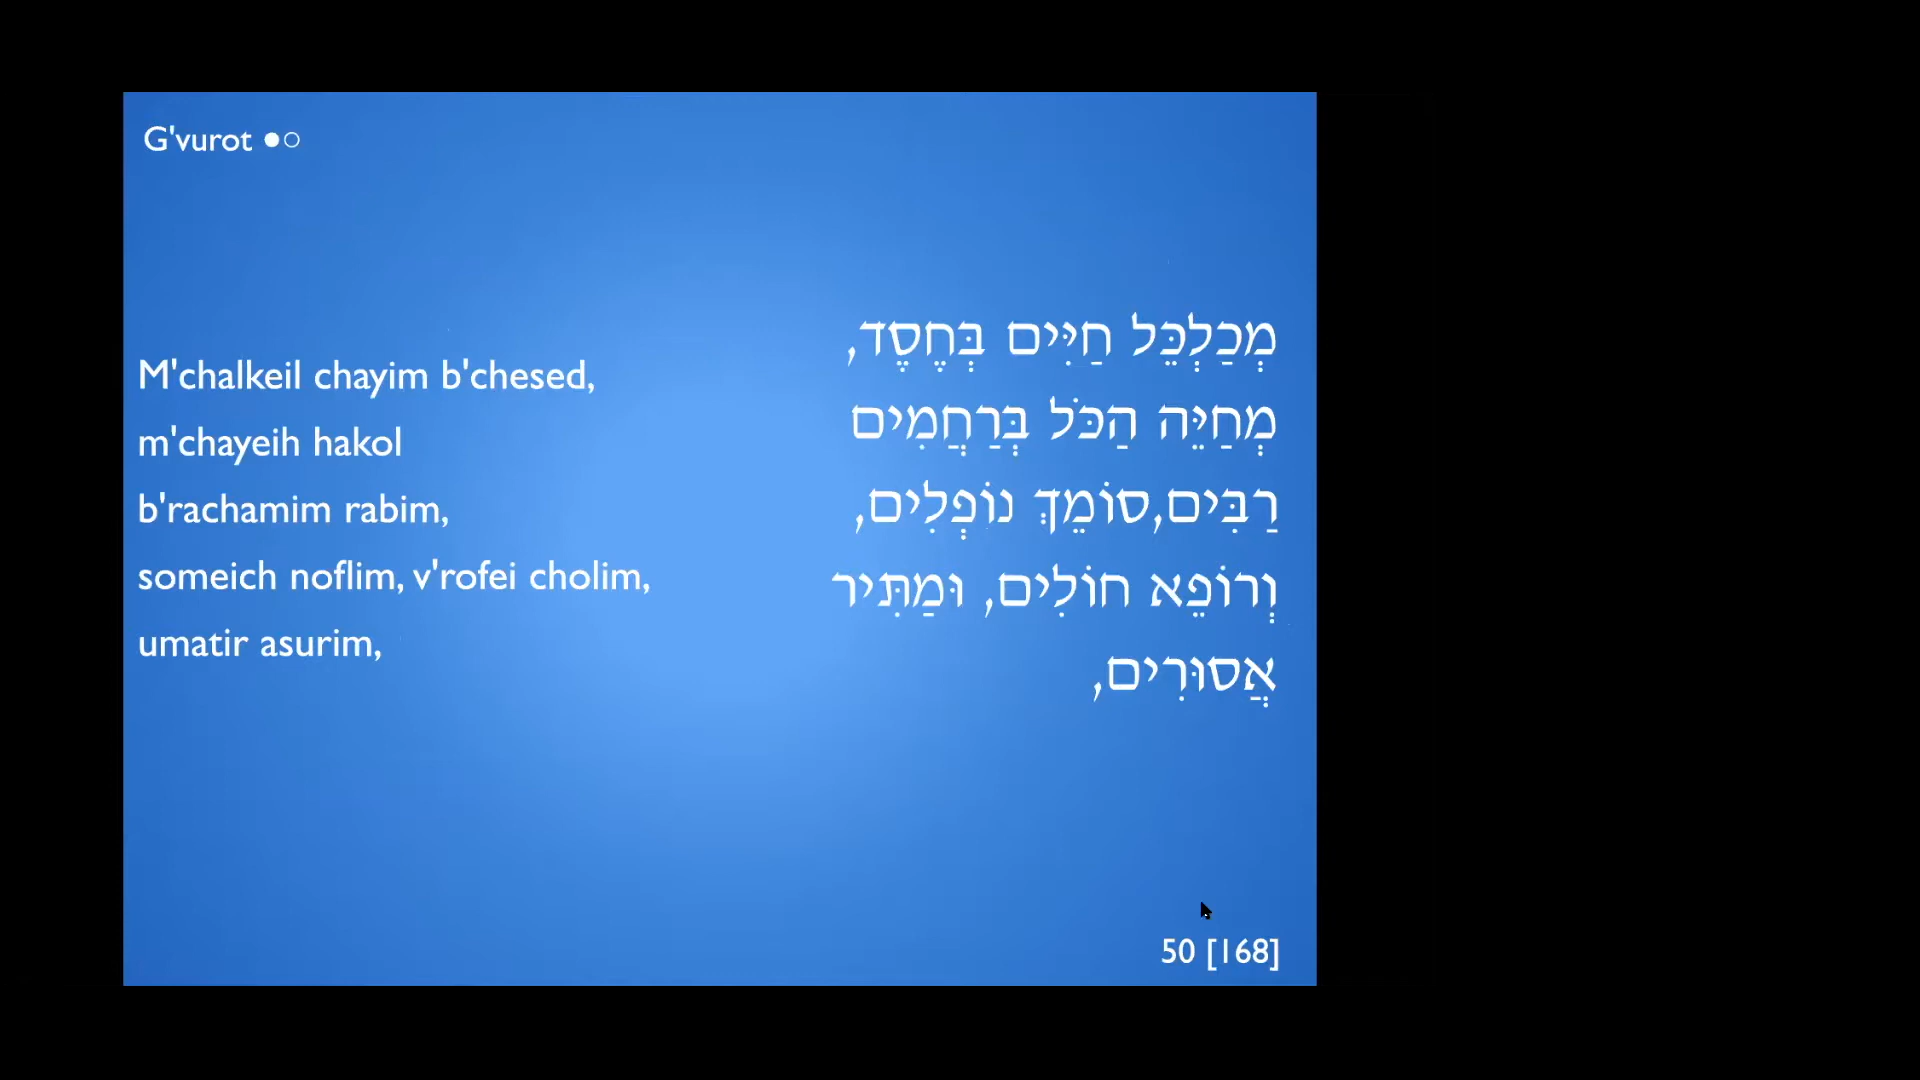 G'vurot ●○
M'chalkeil chayim b'chesed,
m'chayeih hakol
b'rachamim rabim,
someich noflim, v'rofei cholim,
umatir asurim,
מְכַלְכֵּל חַיִּים בְּחֶסֶד,
מְחַיֵּה הַכֹּל בְּרַחֲמִים
רַבִּים,סוֹמֵךְ נוֹפְלִים,
וְרוֹפֵא חוֹלִים, וּמַתִּיר
אֲסוּרִים,
50 [168]